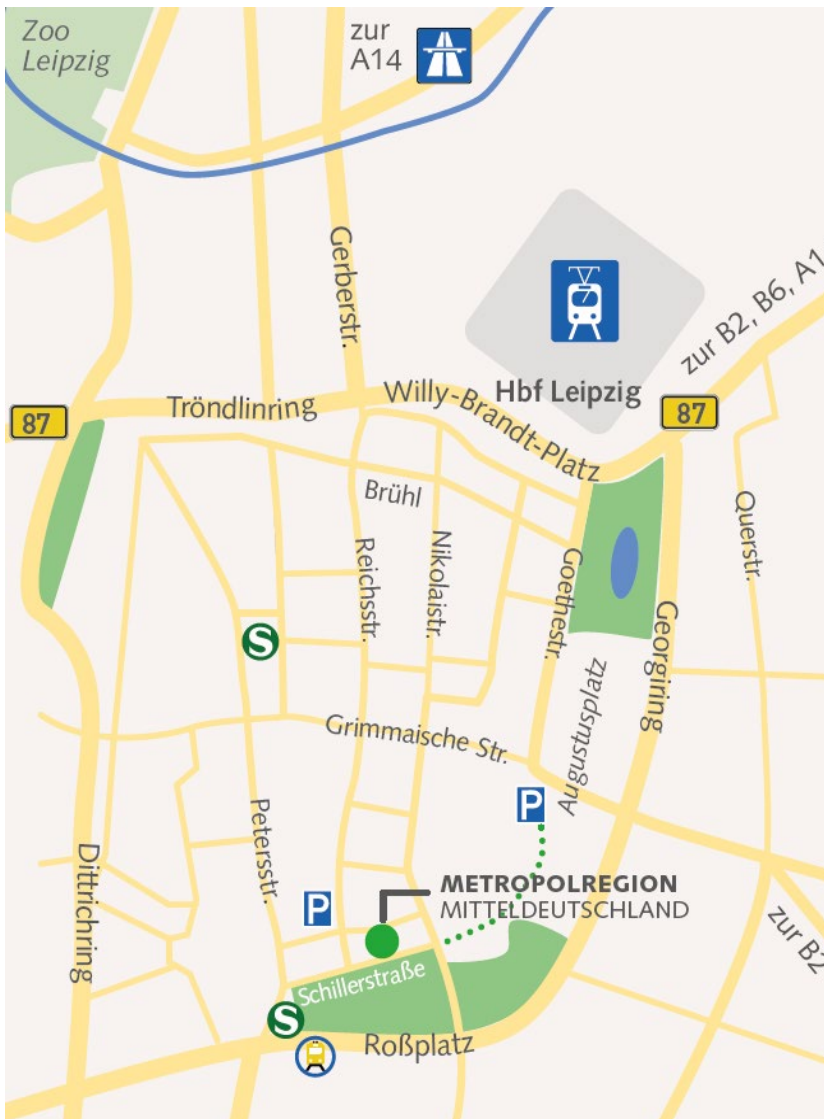 Zoo
Leipzig
zur
A14
Gerberstr.
zur B2, B6, A1
Hbf Leipzig
87
87
Tröndlinring
Willy-Brandt-Platz
Brühl
Reichsstr.
Nikolaistr.
Goethestr.
Querstr.
Georgiring
Augustusplatz
S
Grimmaische Str.
P
Petersstr.
Dittrichring
P
METROPOLREGION
MITTELDEUTSCHLAND
zur B2
Schillerstraße
S
Roßplatz